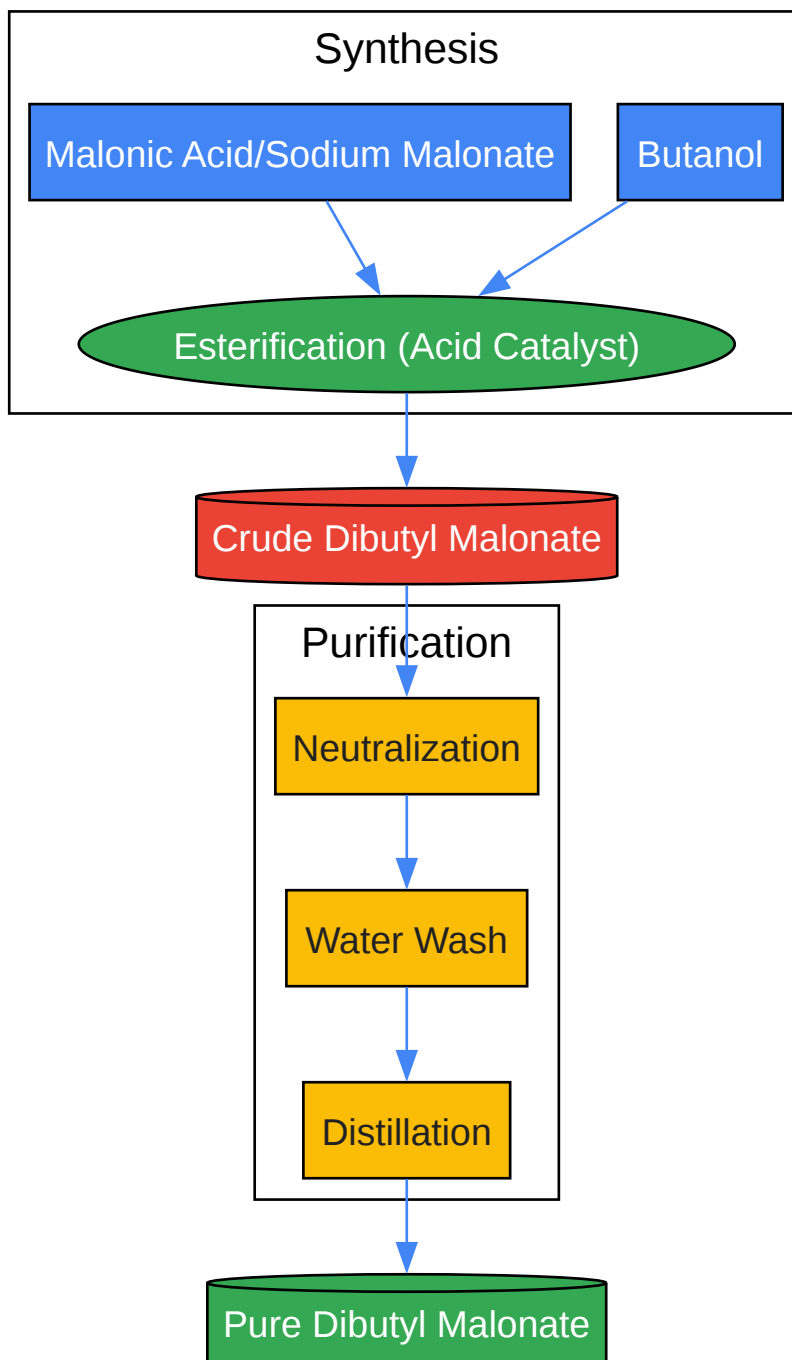 Synthesis
Malonic Acid/Sodium Malonate
Butanol
Esterification (Acid Catalyst)
Crude Dibutyl Malonate
Purification
Neutralization
Water Wash
Distillation
Pure Dibutyl Malonate